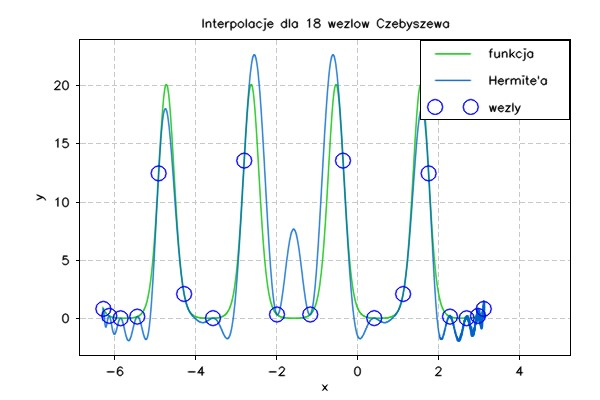 Interpolacje dla 18 wezlow Czebyszewa
funkcja
Hermite'a
wezly
20
15
10
5
0
y
−6 −4 −2 0 2 4
x